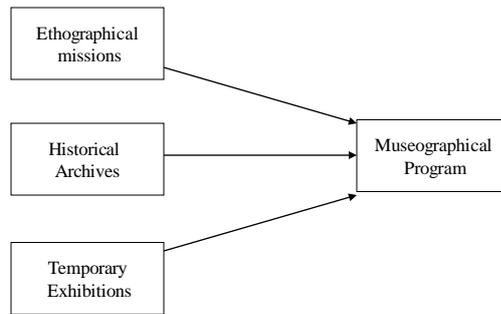 Ethographical
missions
Historical
Archives
Museographical
Program
Temporary
Exhibitions